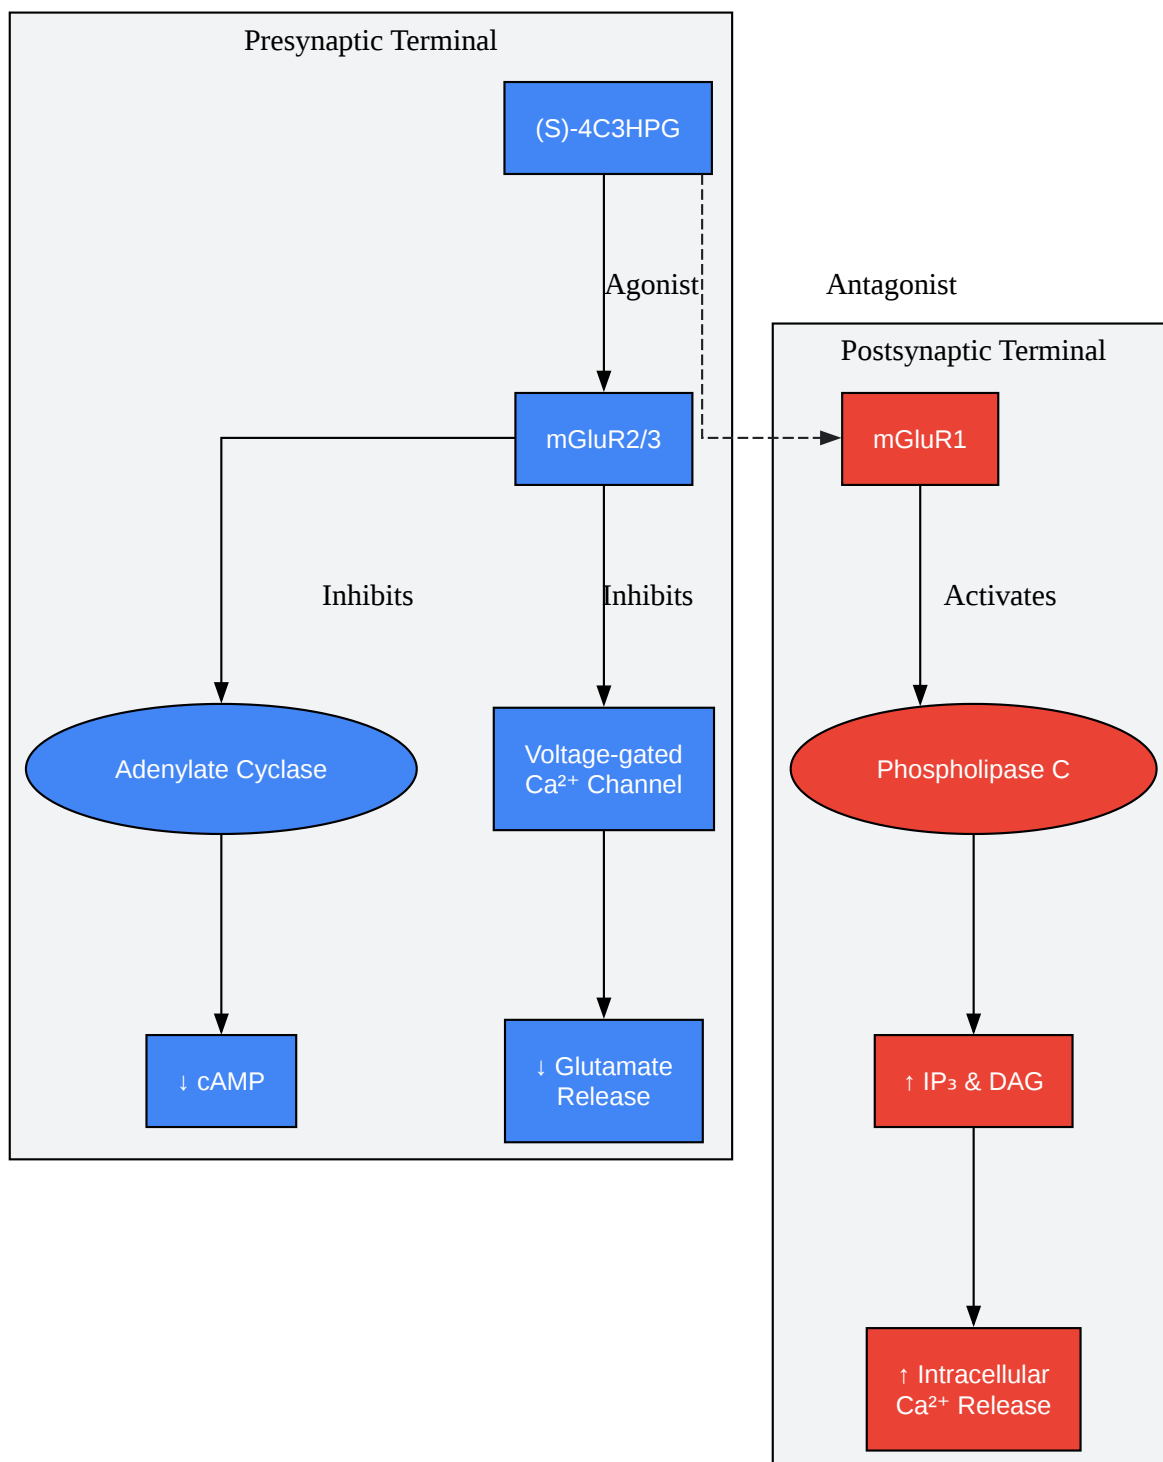 Presynaptic Terminal
(S)-4C3HPG
Agonist
Antagonist
Postsynaptic Terminal
mGluR2/3
mGluR1
Inhibits
Inhibits
Activates
Adenylate Cyclase
Voltage-gated
Ca²⁺ Channel
Phospholipase C
↓ cAMP
↓ Glutamate
Release
↑ IP₃ & DAG
↑ Intracellular
Ca²⁺ Release